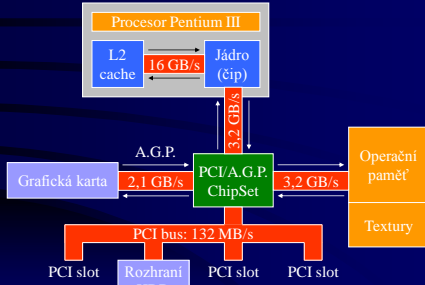 Procesor Pentium III
L2
cache
16 GB/s
Jádro
(čip)
3,2 GB/s
A.G.P.
Grafická karta
2,1 GB/s
PCI/A.G.P.
ChipSet
3,2 GB/s
Operační
paměť
Textury
PCI bus: 132 MB/s
PCI slot
Rozhraní
PCI slot
PCI slot